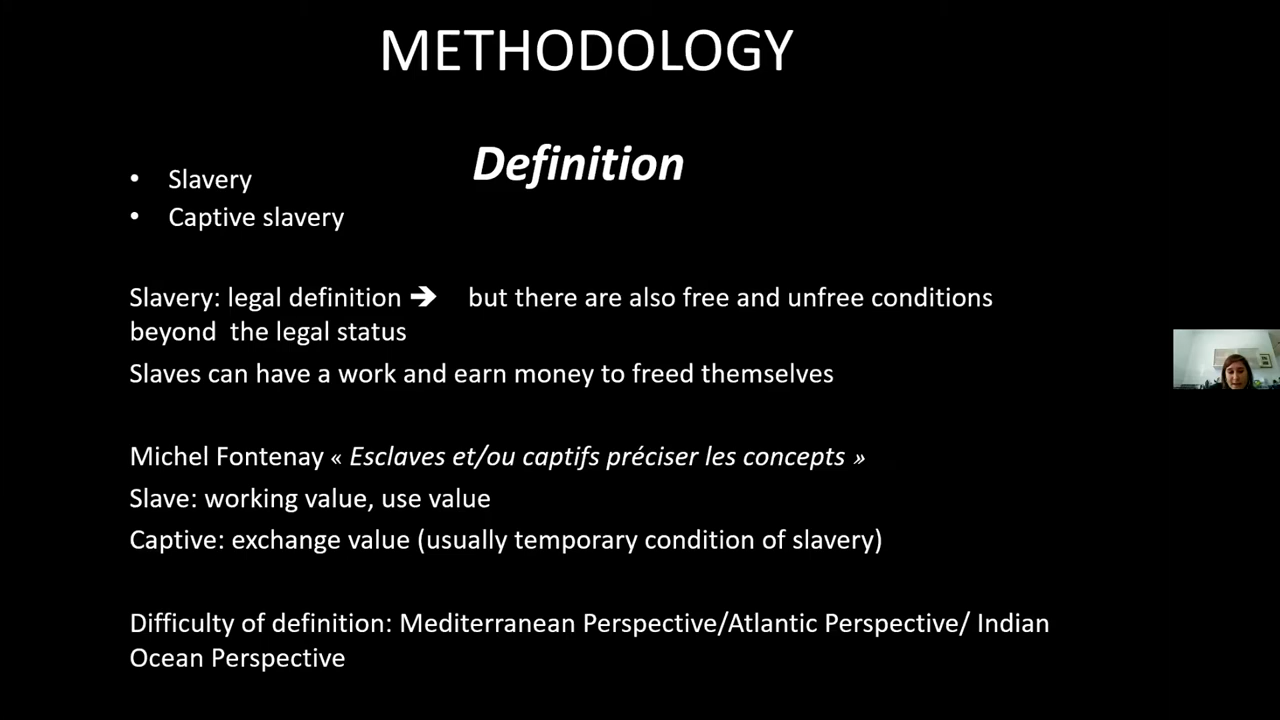 METHODOLOGY
Definition
• Slavery
• Captive slavery
Slavery: legal definition ➔ but there are also free and unfree conditions
beyond the legal status
Slaves can have a work and earn money to freed themselves
Michel Fontenay « Esclaves et/ou captifs préciser les concepts »
Slave: working value, use value
Captive: exchange value (usually temporary condition of slavery)
Difficulty of definition: Mediterranean Perspective/Atlantic Perspective/ Indian
Ocean Perspective